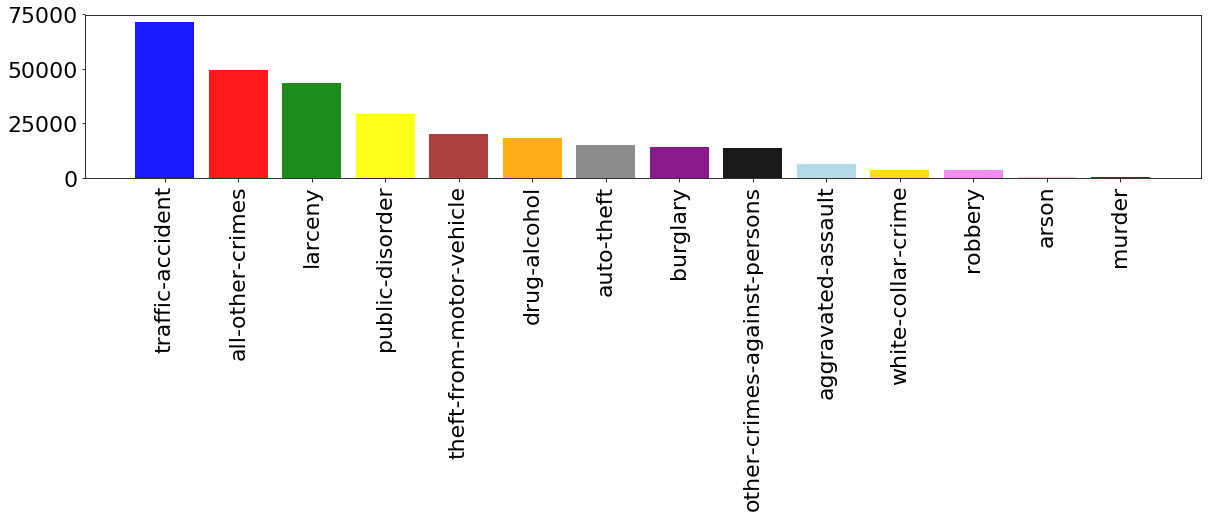 75000
50000
25000
0
traffic-accident
all-other-crimes
larceny
public-disorder
theft-from-motor-vehicle
drug-alcohol
auto-theft
burglary
other-crimes-against-persons
aggravated-assault
white-collar-crime
robbery
arson
murder